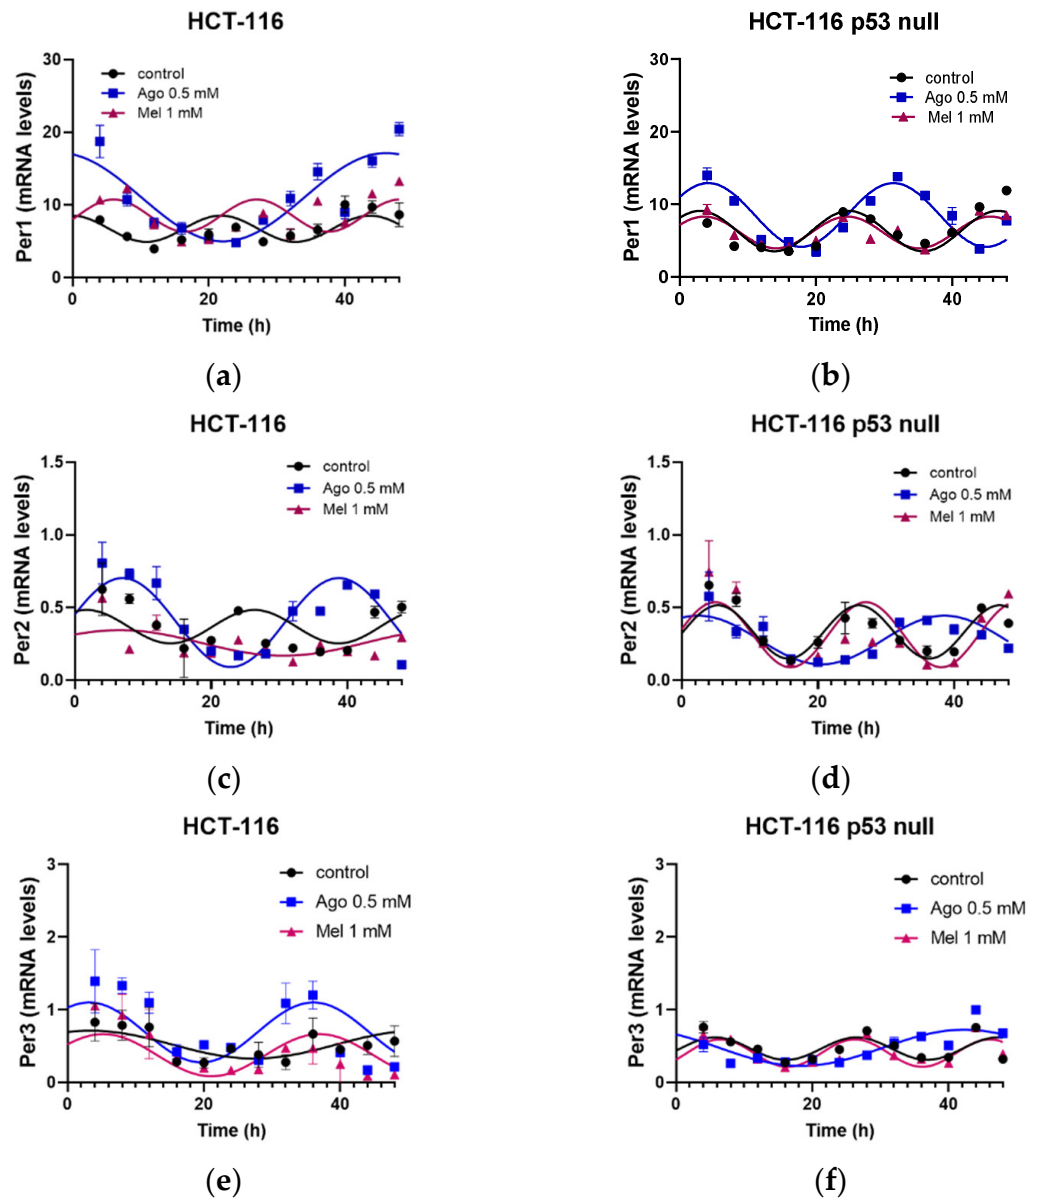 HCT-116
HCT-116 p53 null
Per1 (mRNA levels)
30
20
10
0
control
Ago 0.5 mM
Mel 1 mM
0 20 40
Time (h)
Per1 (mRNA levels)
30
20
10
0
control
Ago 0.5 mM
Mel 1 mM
0 20 40
Time (h)
(a)
(b)
HCT-116
HCT-116 p53 null
Per2 (mRNA levels)
1.5
1.0
0.5
0.0
control
Ago 0.5 mM
Mel 1 mM
0 20 40
Time (h)
Per2 (mRNA levels)
1.5
1.0
0.5
0.0
control
Ago 0.5 mM
Mel 1 mM
0 20 40
Time (h)
(c)
(d)
HCT-116
HCT-116 p53 null
Per3 (mRNA levels)
3
2
1
0
control
Ago 0.5 mM
Mel 1 mM
0 20 40
Time (h)
Per3 (mRNA levels)
3
2
1
0
control
Ago 0.5 mM
Mel 1 mM
0 20 40
Time (h)
(e)
(f)